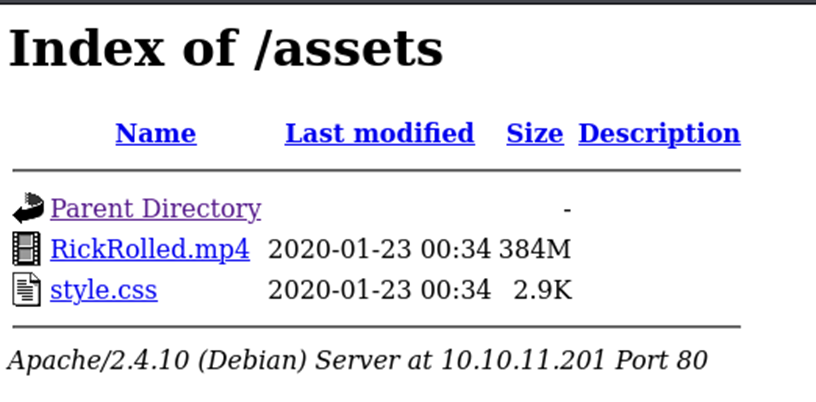 Index of /assets
Name Last modified Size Description
Parent Directory -
RickRolled.mp4 2020-01-23 00:34 384M
style.css 2020-01-23 00:34 2.9K
Apache/2.4.10 (Debian) Server at 10.10.11.201 Port 80